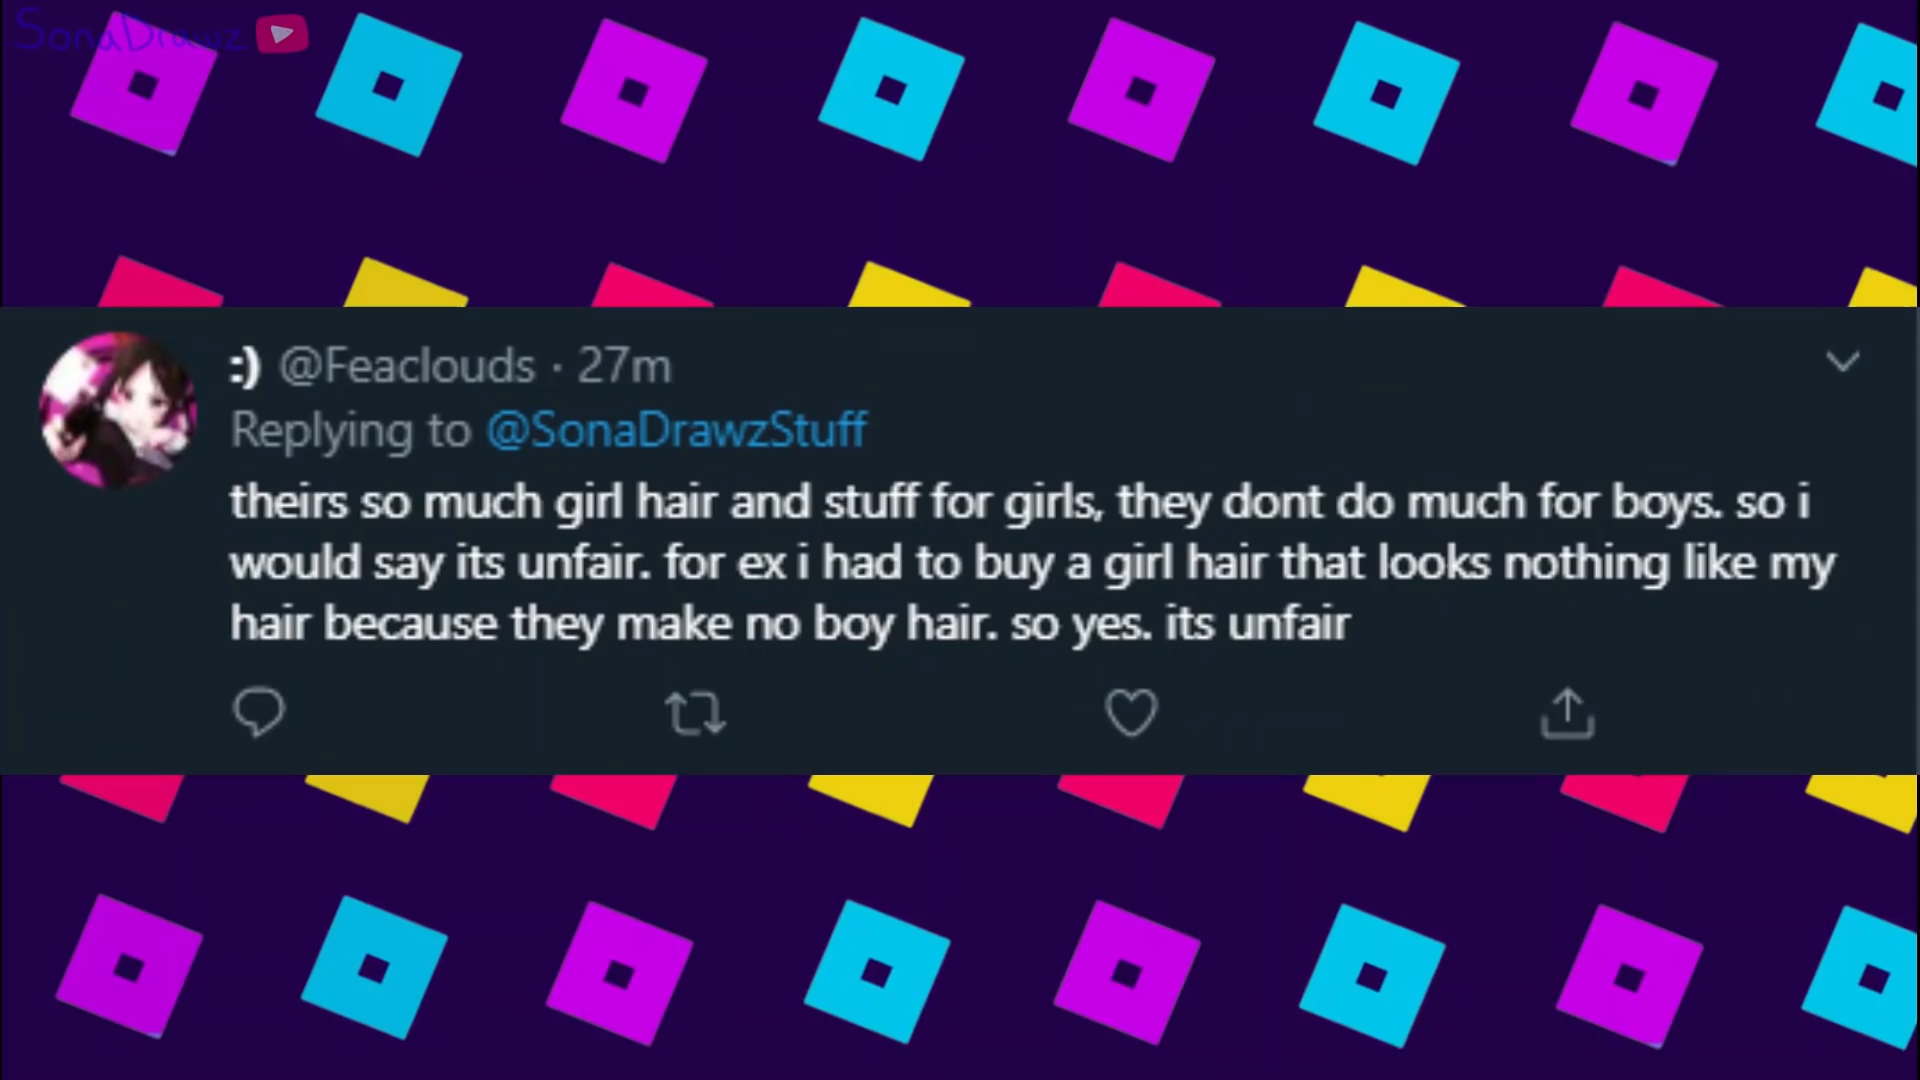 SonaDrawz
:) @Feaclouds · 27m
Replying to @SonaDrawzStuff
theirs so much girl hair and stuff for girls, they dont do much for boys. so i
would say its unfair. for ex i had to buy a girl hair that looks nothing like my
hair because they make no boy hair. so yes. its unfair